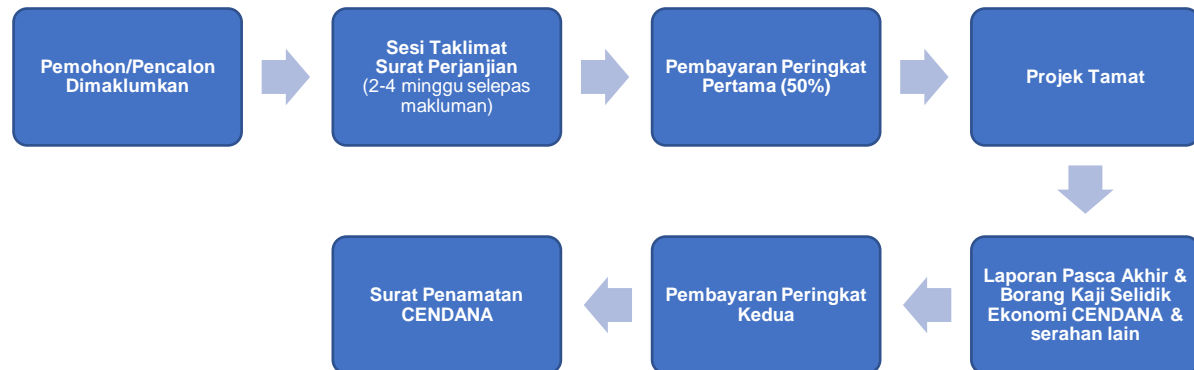 Pemohon/Pencalon
Dimaklumkan
Sesi Taklimat
Surat Perjanjian
(2-4 minggu selepas
makluman)
Pembayaran Peringkat
Pertama (50%)
Projek Tamat
Laporan Pasca Akhir &
Borang Kaji Selidik
Ekonomi CENDANA &
serahan lain
Pembayaran Peringkat
Kedua
Surat Penamatan
CENDANA